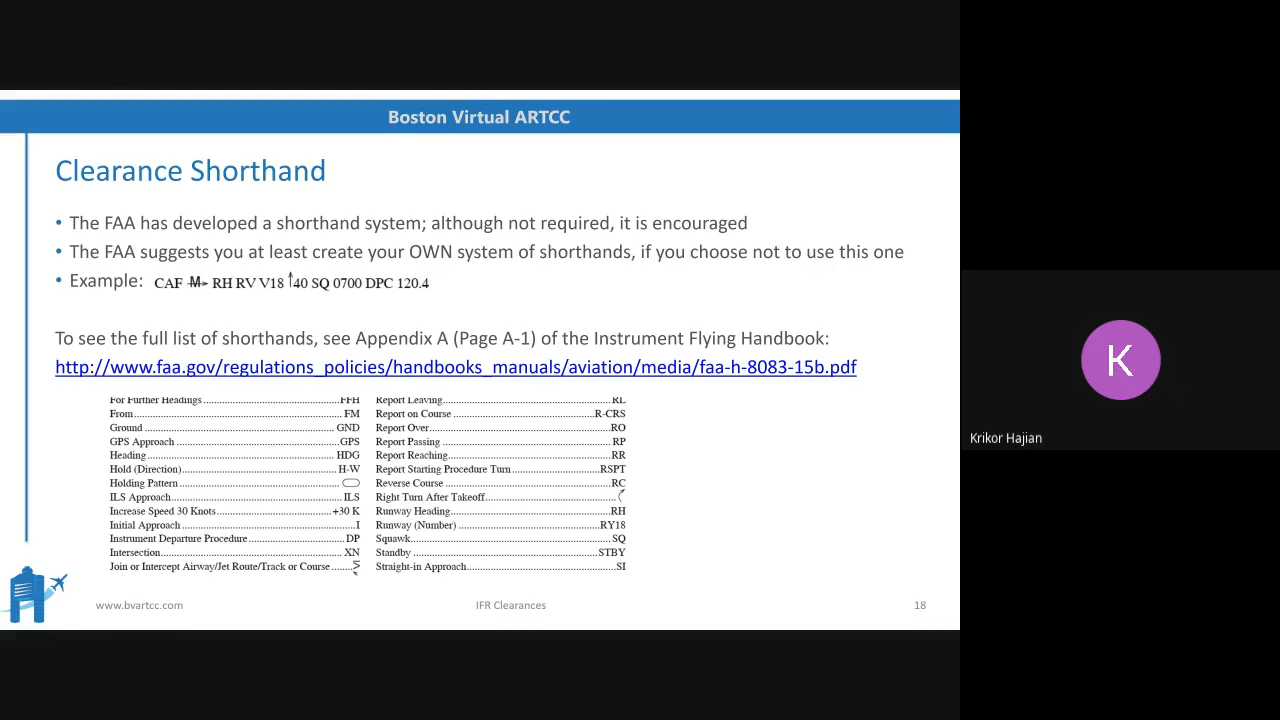 Boston Virtual ARTCC
Clearance Shorthand
• The FAA has developed a shorthand system; although not required, it is encouraged
• The FAA suggests you at least create your OWN system of shorthands, if you choose not to use this one
• Example: CAF M→ RH RV V18 ↑40 SQ 0700 DPC 120.4
To see the full list of shorthands, see Appendix A (Page A-1) of the Instrument Flying Handbook:
http://www.faa.gov/regulations_policies/handbooks_manuals/aviation/media/faa-h-8083-15b.pdf
For Further Headings ... FFH
From ... FM
Ground ... GND
GPS Approach ... GPS
Heading ... HDG
Hold (Direction) ... H-W
Holding Pattern ...
ILS Approach ... ILS
Increase Speed 30 Knots ... +30 K
Initial Approach ... I
Instrument Departure Procedure ... DP
Intersection ... XN
Join or Intercept Airway/Jet Route/Track or Course ...
Report Leaving ... RL
Report on Course ... R-CRS
Report Over ... RO
Report Passing ... RP
Report Reaching ... RR
Report Starting Procedure Turn ... RSPT
Reverse Course ... RC
Right Turn After Takeoff ...
Runway Heading ... RH
Runway (Number) ... RY18
Squawk ... SQ
Standby ... STBY
Straight-in Approach ... SI
www.bvartcc.com
IFR Clearances
18
K
Krikor Hajian